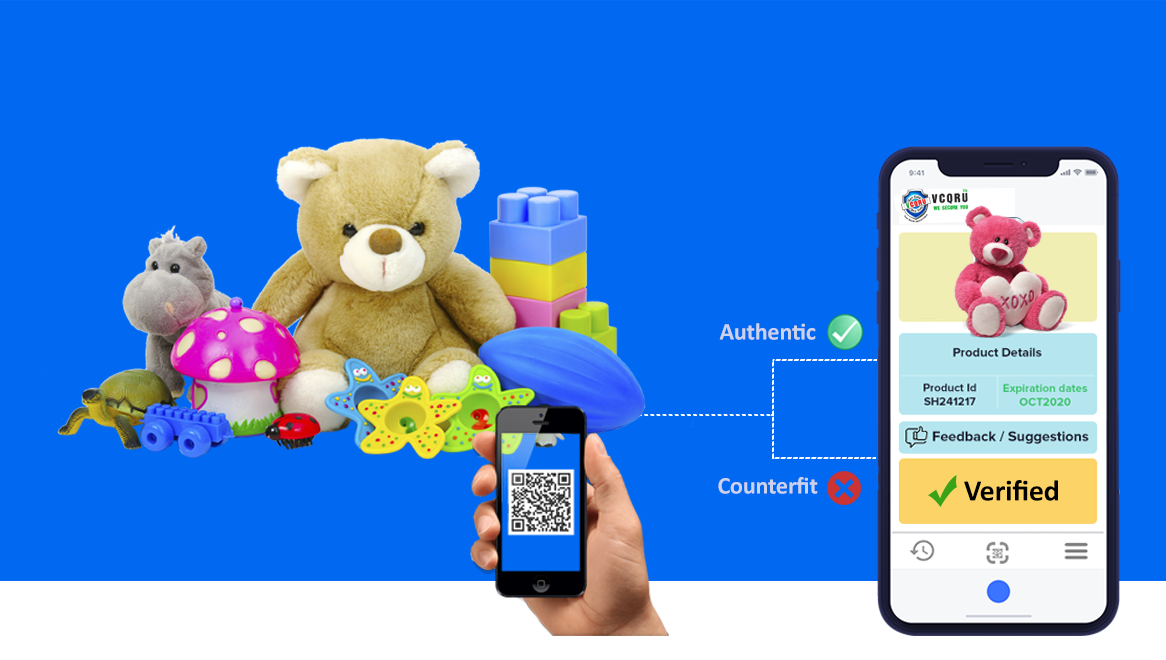 9:41
VCQRU
WE SECURE YOU
XOXO
Authentic
Product Details
Product Id
SH241217
Expiration dates
OCT2020
Feedback / Suggestions
Counterfit
Verified